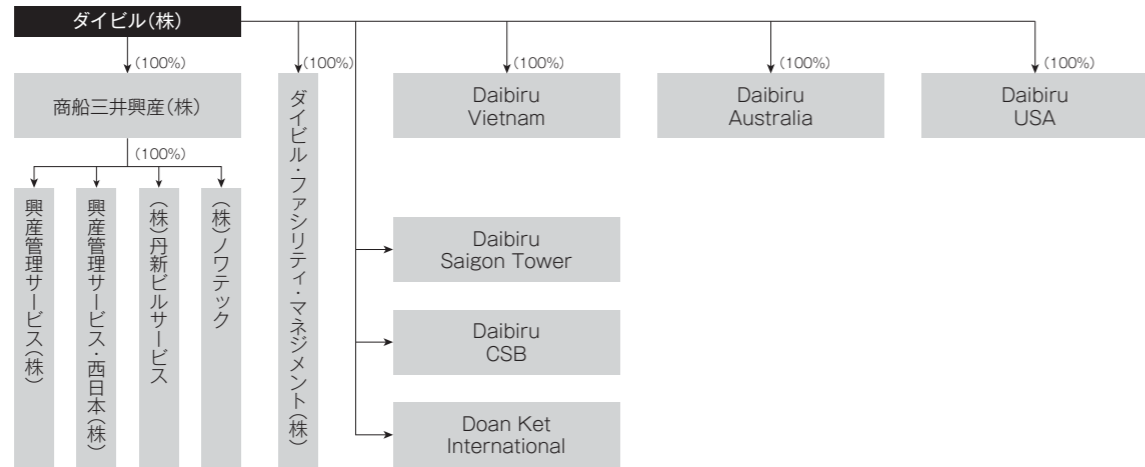 ダイビル(株)
(100%)
商船三井興産(株)
(100%)
興産管理サービス(株)
興産管理サービス・西日本(株)
(株)丹新ビルサービス
(株)ノワテック
(100%)
ダイビル・ファシリティ・マネジメント(株)
(100%)
Daibiru
Vietnam
(100%)
Daibiru
Australia
(100%)
Daibiru
USA
Daibiru
Saigon Tower
Daibiru
CSB
Doan Ket
International